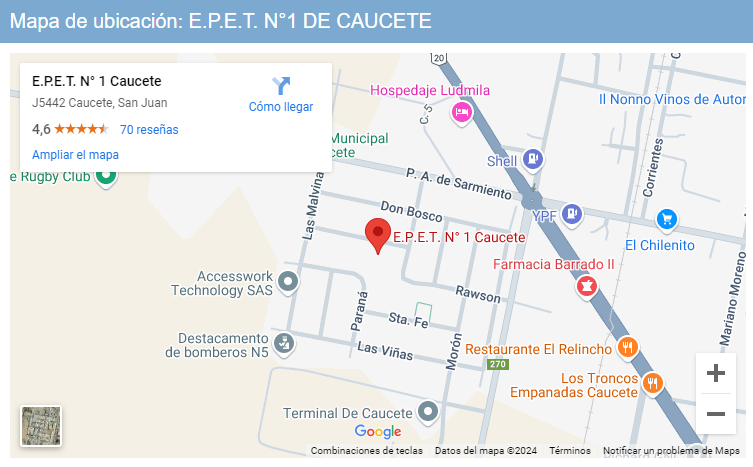 Mapa de ubicación: E.P.E.T. N°1 DE CAUCETE
E.P.E.T. N° 1 Caucete
J5442 Caucete, San Juan
4,6
70 reseñas
Ampliar el mapa
Cómo llegar
20
Hospedaje Ludmila
C. 5
Il Nonno Vinos de Autor
Municipal
cete
Shell
Corrientes
e Rugby Club
P. A. de Sarmiento
Las Malvina
Don Bosco
YPF
E.P.E.T. N° 1 Caucete
El Chilenito
Farmacia Barrado II
Mariano Moreno
Accesswork
Technology SAS
Rawson
Paraná
Sta. Fe
Destacamento
de bomberos N5
Las Viñas
Morón
Restaurante El Relincho
270
Los Troncos
Empanadas Caucete
Terminal De Caucete
Google
Combinaciones de teclas
Datos del mapa ©2024
Términos
Notificar un problema de Maps